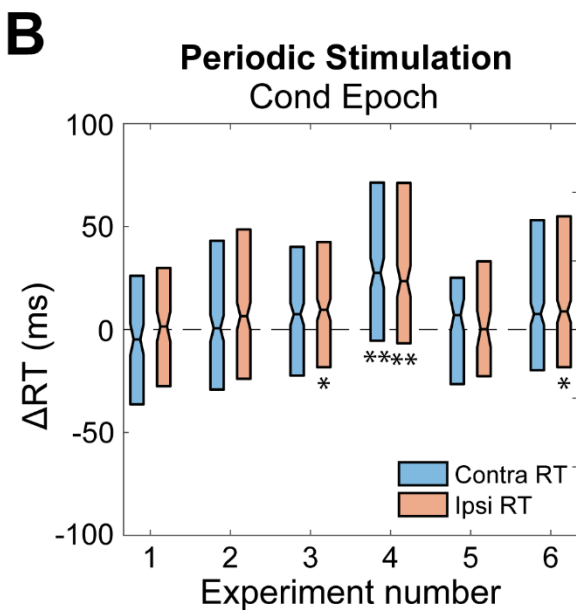 B
Periodic Stimulation
Cond Epoch
100
50
0
-50
-100
ΔRT (ms)
*
**
**
*
Contra RT
Ipsi RT
1 2 3 4 5 6
Experiment number